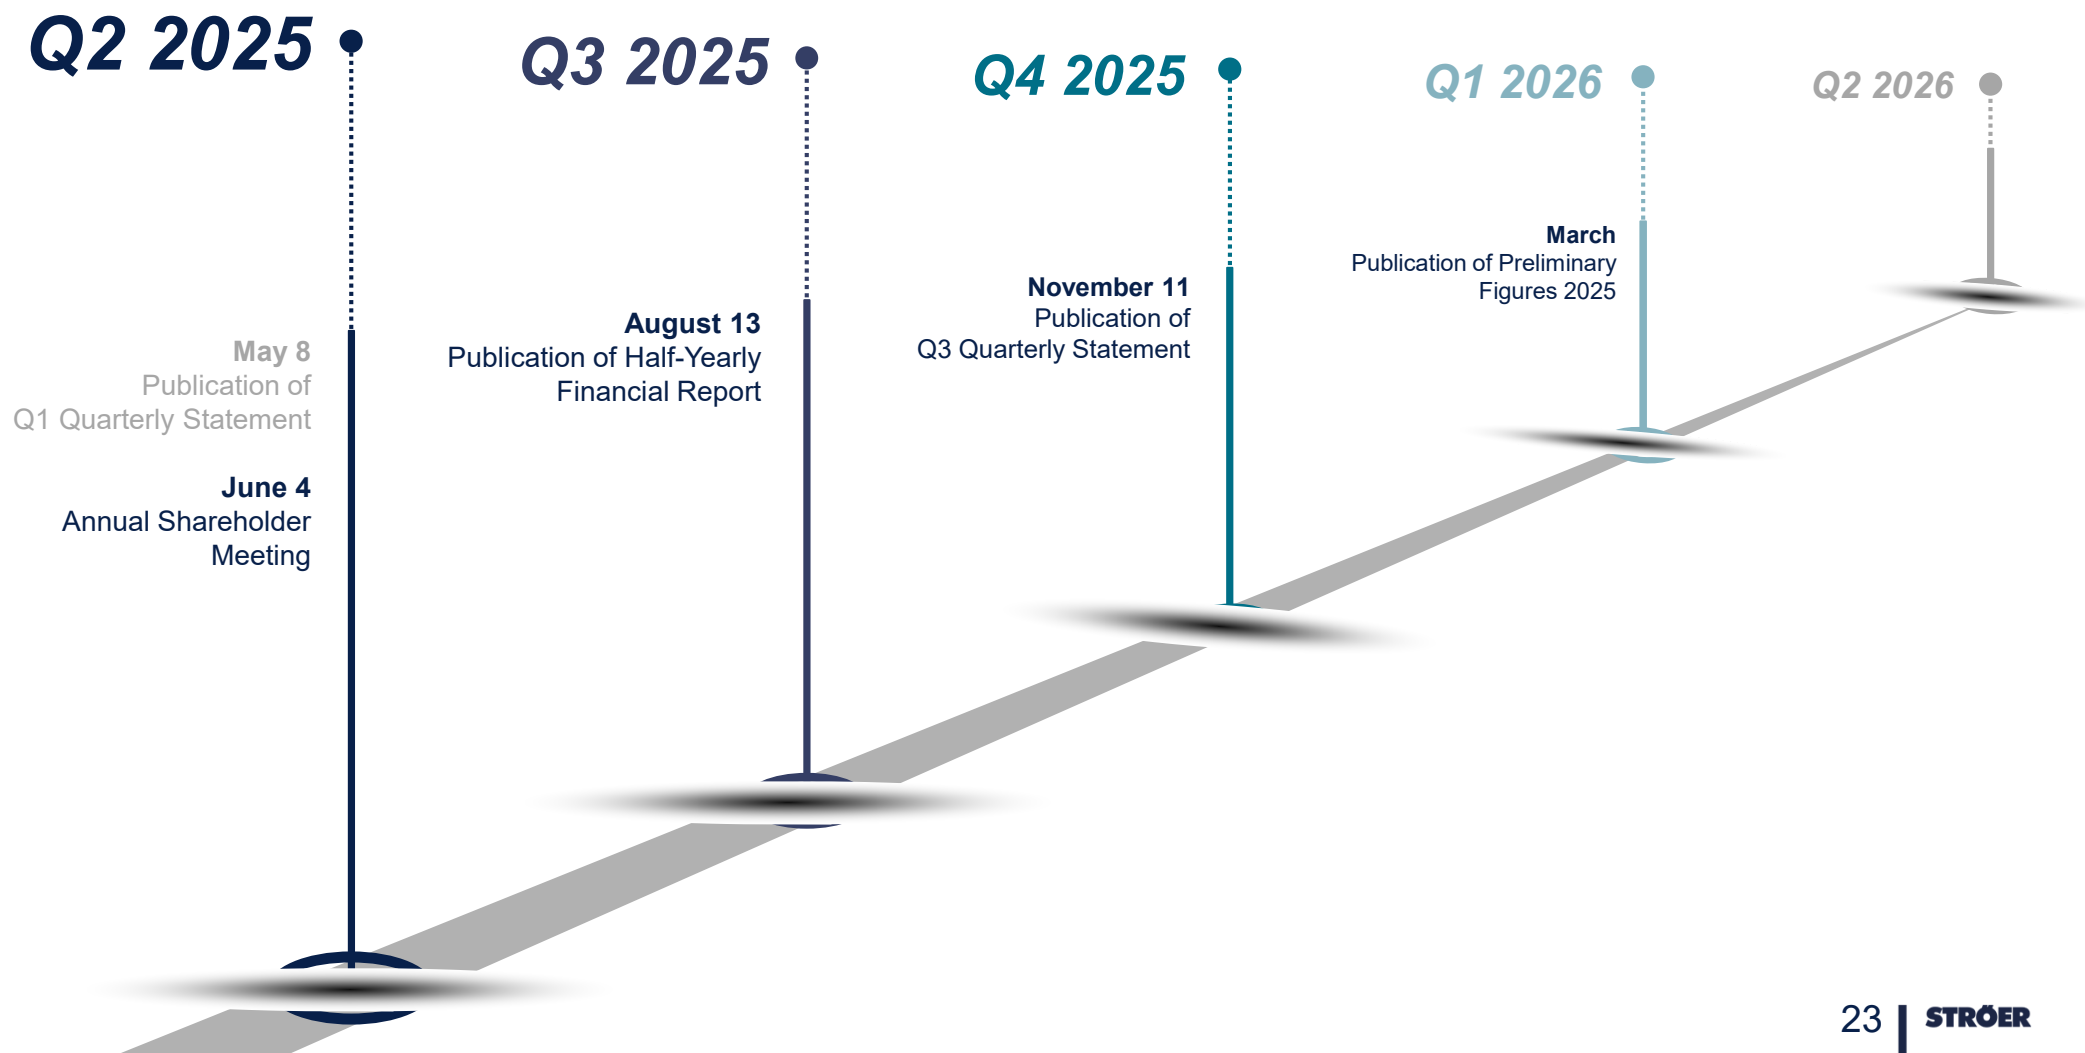 Q2 2025
May 8
Publication of
Q1 Quarterly Statement
June 4
Annual Shareholder
Meeting
Q3 2025
August 13
Publication of Half-Yearly
Financial Report
Q4 2025
November 11
Publication of
Q3 Quarterly Statement
Q1 2026
March
Publication of Preliminary
Figures 2025
Q2 2026
23
STRÖER